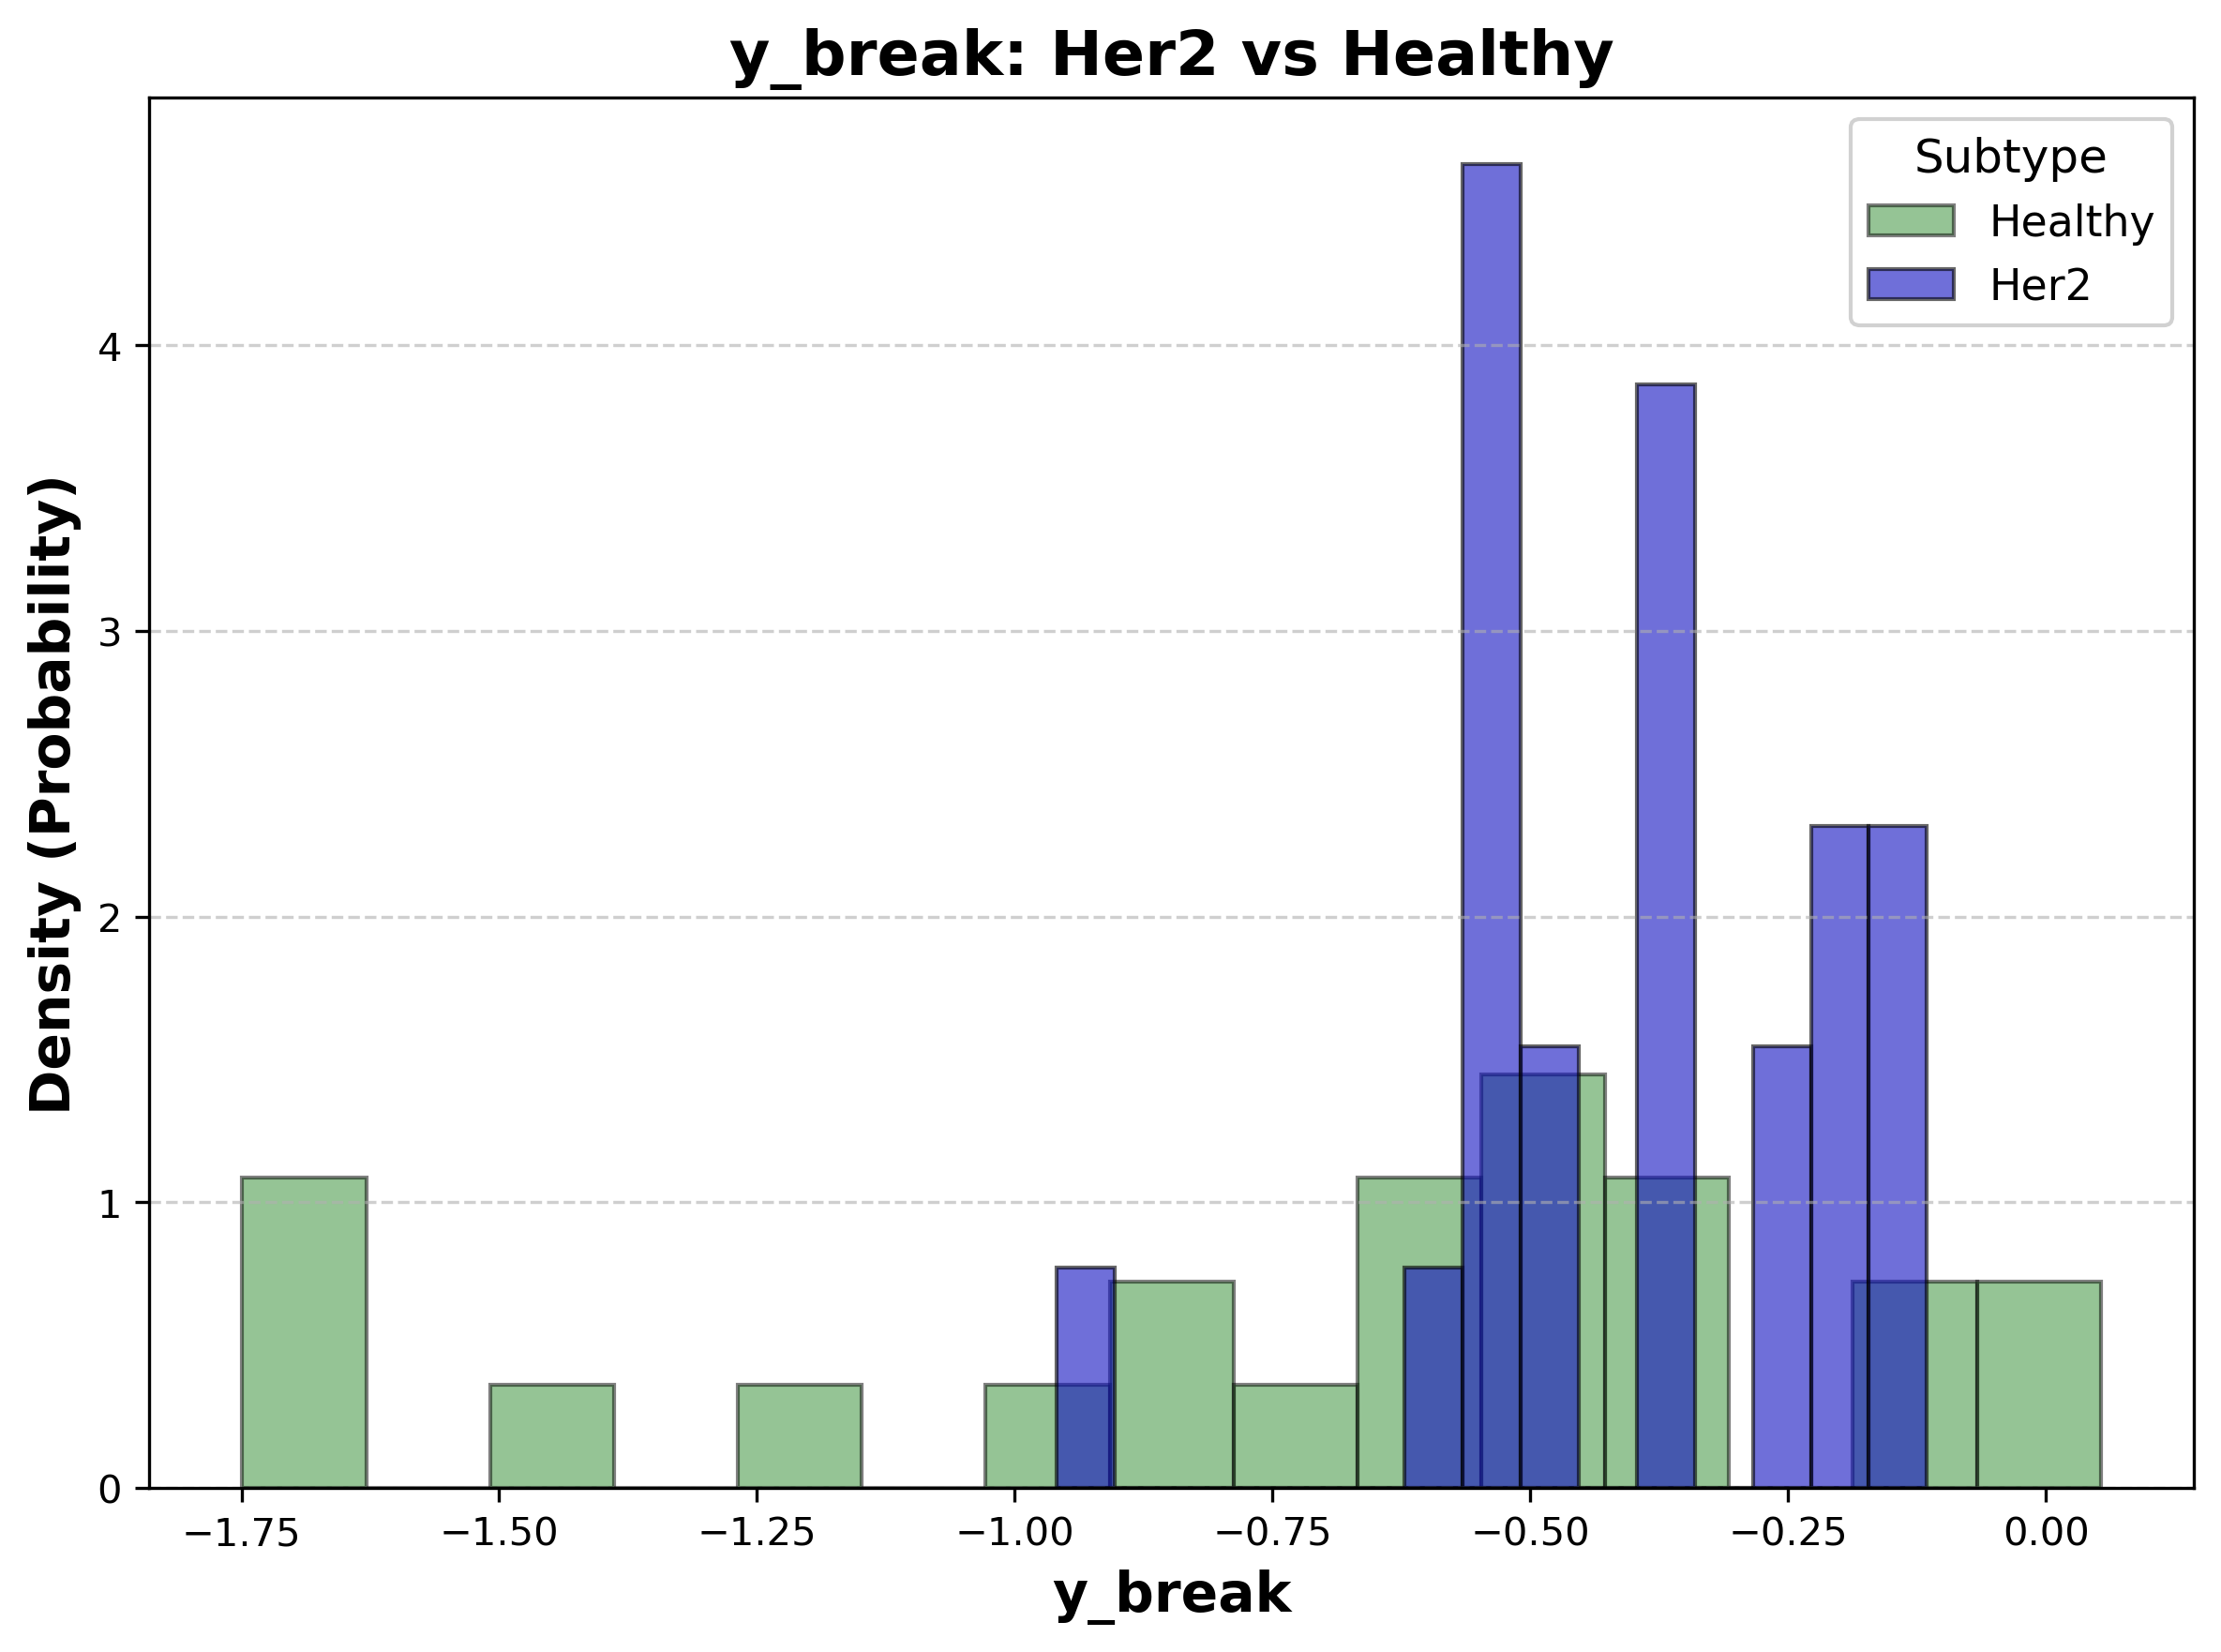 y_break: Her2 vs Healthy
Subtype
Healthy
Her2
Density (Probability)
4
3
2
1
0
−1.75
−1.50
−1.25
−1.00
−0.75
−0.50
−0.25
0.00
y_break